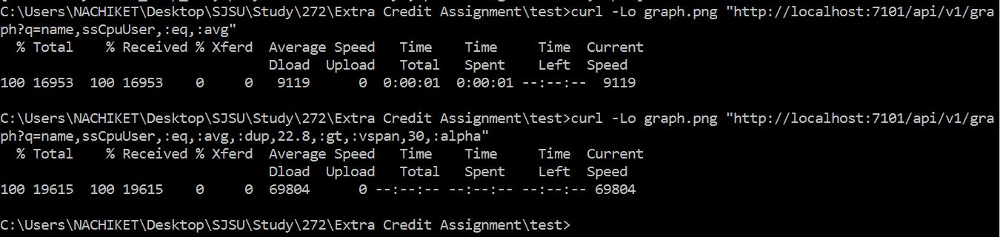 C:\Users\NACHIKET\Desktop\SJSU\Study\272\Extra Credit Assignment\test>curl -Lo graph.png "http://localhost:7101/api/v1/gra
ph?q=name,ssCpuUser,:eq,:avg"
  % Total    % Received % Xferd  Average Speed   Time    Time     Time  Current
                                 Dload  Upload   Total   Spent    Left  Speed
100 16953  100 16953    0     0   9119      0  0:00:01  0:00:01 --:--:--  9119
C:\Users\NACHIKET\Desktop\SJSU\Study\272\Extra Credit Assignment\test>curl -Lo graph.png "http://localhost:7101/api/v1/gra
ph?q=name,ssCpuUser,:eq,:avg,:dup,22.8,:gt,:vspan,30,:alpha"
  % Total    % Received % Xferd  Average Speed   Time    Time     Time  Current
                                 Dload  Upload   Total   Spent    Left  Speed
100 19615  100 19615    0     0  69804      0 --:--:-- --:--:-- --:--:-- 69804
C:\Users\NACHIKET\Desktop\SJSU\Study\272\Extra Credit Assignment\test>